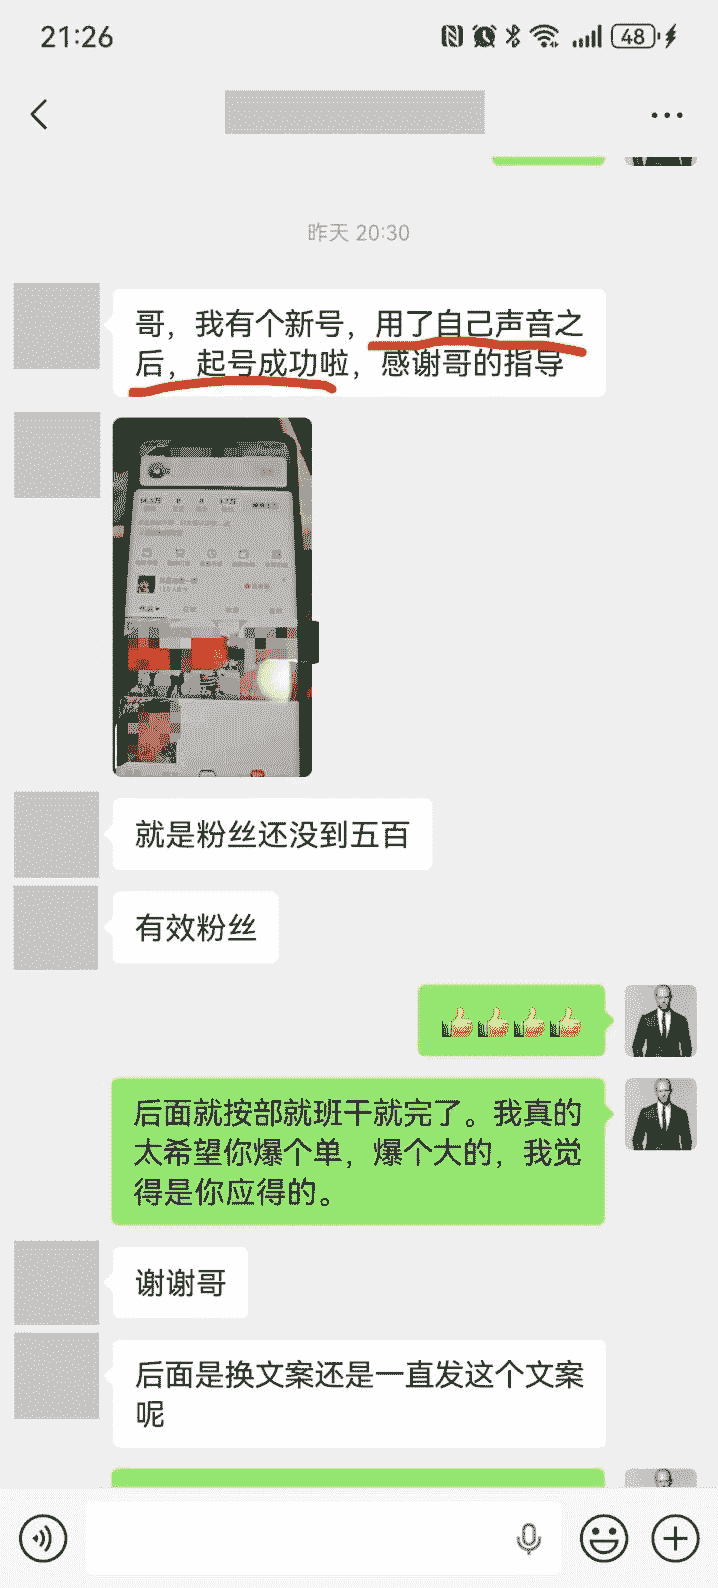 21:26
48
昨天 20:30
哥，我有个新号，用了自己声音之
后，起号成功啦，感谢哥的指导
就是粉丝还没到五百
有效粉丝
👍👍👍👍
后面就按部就班干就完了。我真的
太希望你爆个单，爆个大的，我觉
得是你应得的。
谢谢哥
后面是换文案还是一直发这个文案
呢